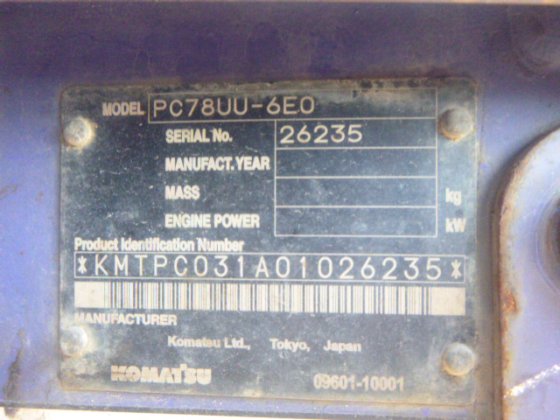 MODEL PC78UU-6E0
SERIAL No. 26235
MANUFACT. YEAR
MASS kg
ENGINE POWER kW
Product Identification Number
*KMTPC031A01026235*
MANUFACTURER
Komatsu Ltd., Tokyo, Japan
KOMATSU 09601-10001